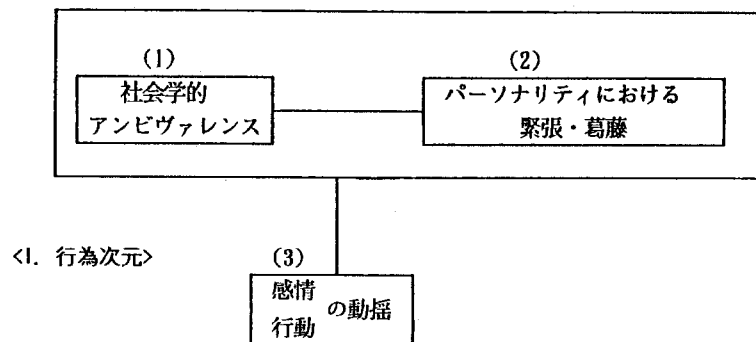 (1)
社会学的
アンビヴァレンス
(2)
パーソナリティにおける
緊張・葛藤
<I. 行為次元>
(3)
感情
行動
の動揺